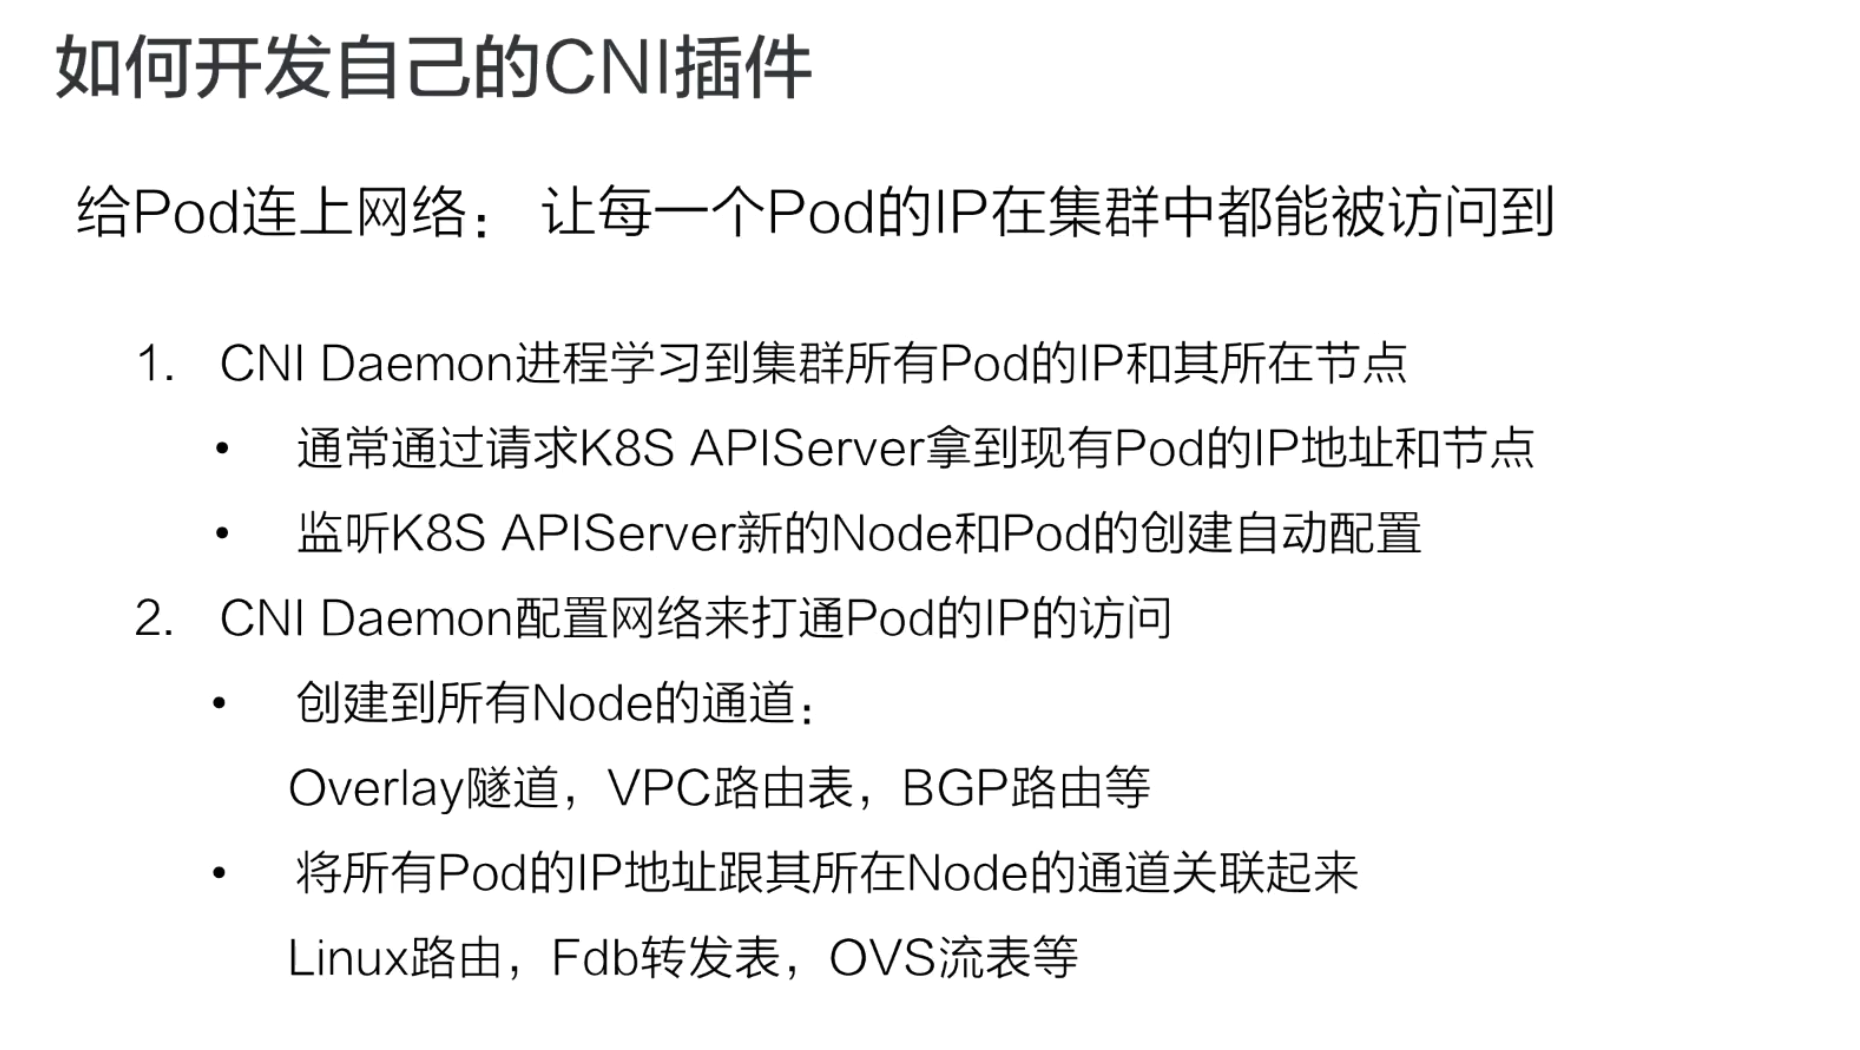 如何开发自己的CNI插件
给Pod连上网络： 让每一个Pod的IP在集群中都能被访问到
1. CNI Daemon进程学习到集群所有Pod的IP和其所在节点
• 通常通过请求K8S APIServer拿到现有Pod的IP地址和节点
• 监听K8S APIServer新的Node和Pod的创建自动配置
2. CNI Daemon配置网络来打通Pod的IP的访问
• 创建到所有Node的通道：
Overlay隧道，VPC路由表，BGP路由等
• 将所有Pod的IP地址跟其所在Node的通道关联起来
Linux路由，Fdb转发表，OVS流表等